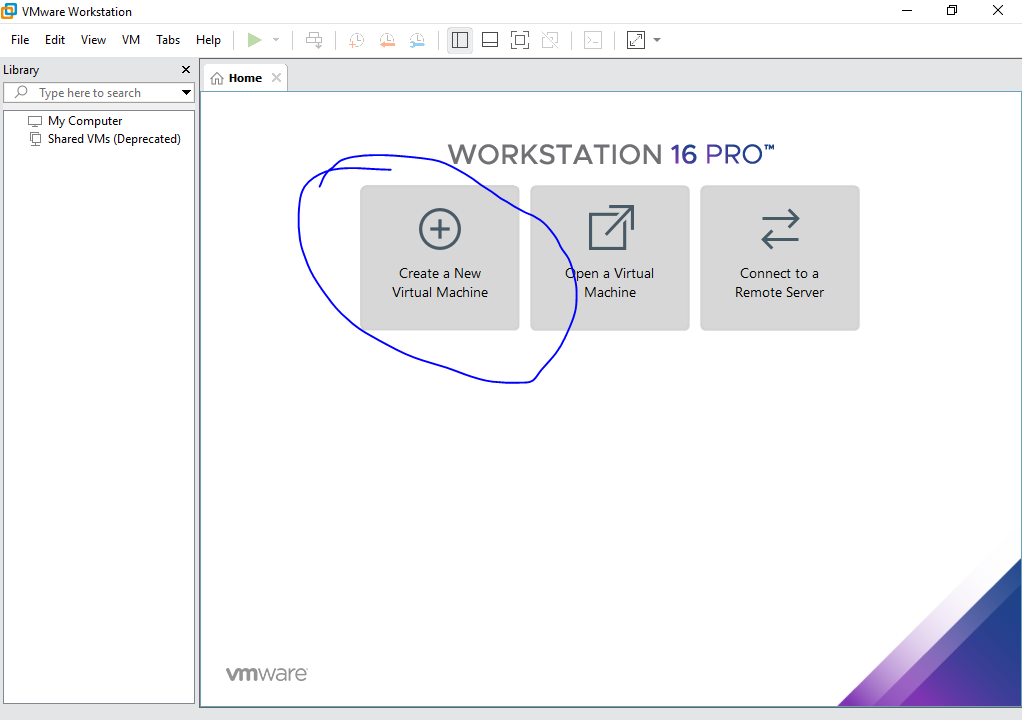 VMware Workstation
File Edit View VM Tabs Help
Library
Type here to search
My Computer
Shared VMs (Deprecated)
Home
WORKSTATION 16 PRO™
Create a New
Virtual Machine
Open a Virtual
Machine
Connect to a
Remote Server
vmware